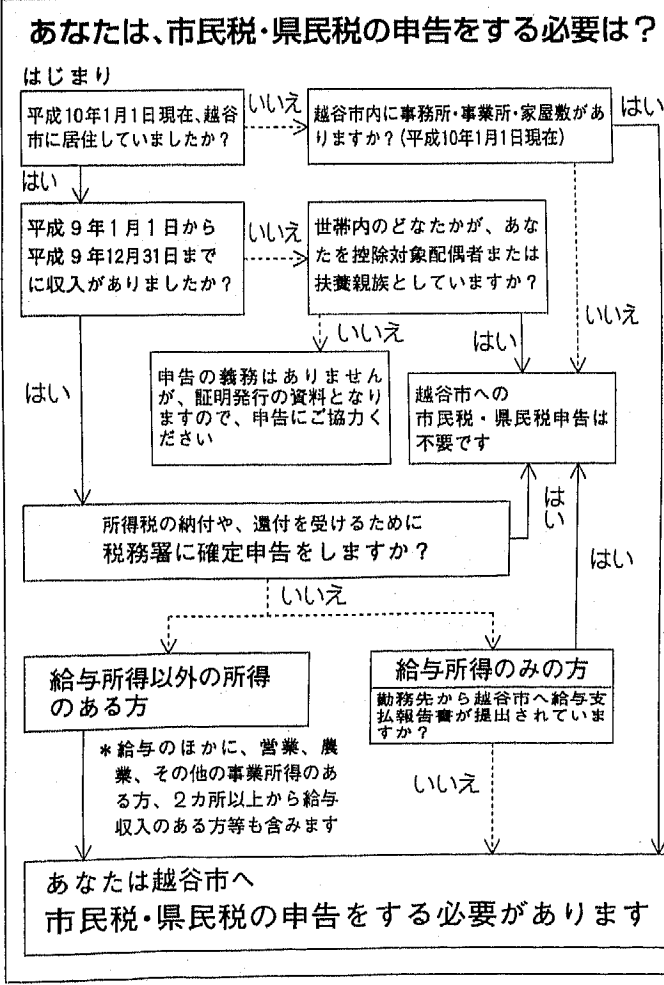 あなたは、市民税・県民税の申告をする必要は？
はじまり
平成10年1月1日現在、越谷
市に居住していましたか？
いいえ
越谷市内に事務所・事業所・家屋敷があ
りますか？(平成10年1月1日現在)
はい
はい
平成9年1月1日から
平成9年12月31日まで
に収入がありましたか？
いいえ
世帯内のどなたかが、あな
たを控除対象配偶者または
扶養親族としていますか？
いいえ
いいえ
はい
はい
申告の義務はありません
が、証明発行の資料となり
ますので、申告にご協力く
ださい
越谷市への
市民税・県民税申告は
不要です
所得税の納付や、還付を受けるために
税務署に確定申告をしますか？
はい
はい
いいえ
給与所得以外の所得
のある方
給与所得のみの方
勤務先から越谷市へ給与支
払報告書が提出されていま
すか？
＊給与のほかに、営業、農
業、その他の事業所得のあ
る方、2カ所以上から給与
収入のある方等も含みます
いいえ
あなたは越谷市へ
市民税・県民税の申告をする必要があります